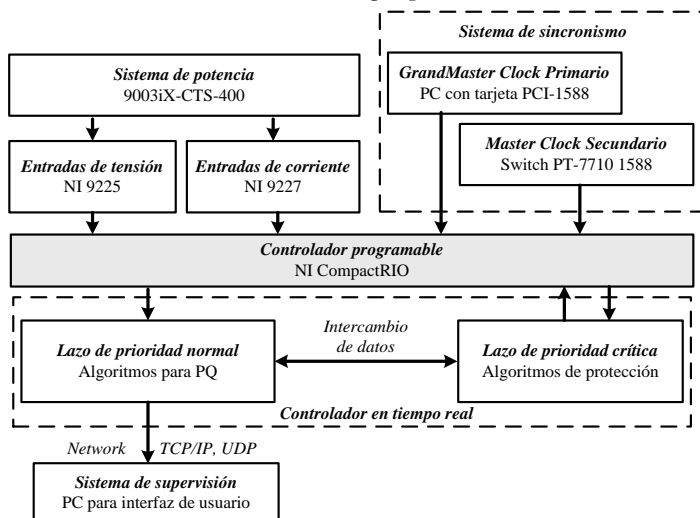 Sistema de sincronismo
Sistema de potencia
9003iX-CTS-400
GrandMaster Clock Primario
PC con tarjeta PCI-1588
Entradas de tensión
NI 9225
Entradas de corriente
NI 9227
Master Clock Secundario
Switch PT-7710 1588
Controlador programable
NI CompactRIO
Lazo de prioridad normal
Algoritmos para PQ
Intercambio
de datos
Lazo de prioridad crítica
Algoritmos de protección
Controlador en tiempo real
Network TCP/IP, UDP
Sistema de supervisión
PC para interfaz de usuario